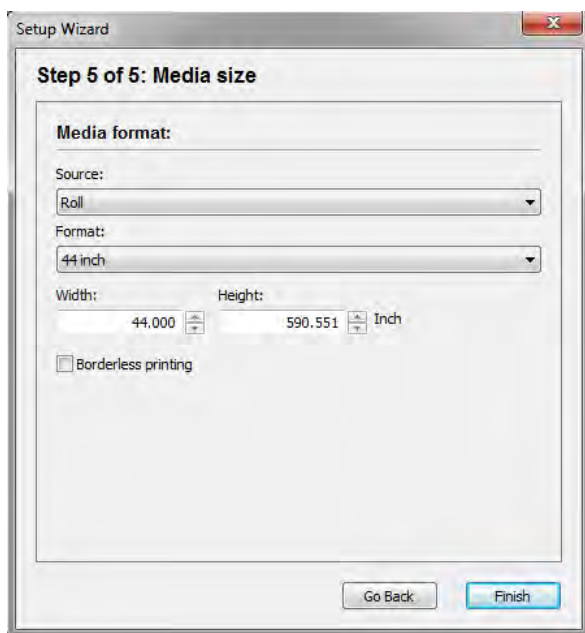 Setup Wizard
Step 5 of 5: Media size
Media format:
Source:
Roll
Format:
44 inch
Width: Height:
44.000 590.551 Inch
Borderless printing
Go Back Finish